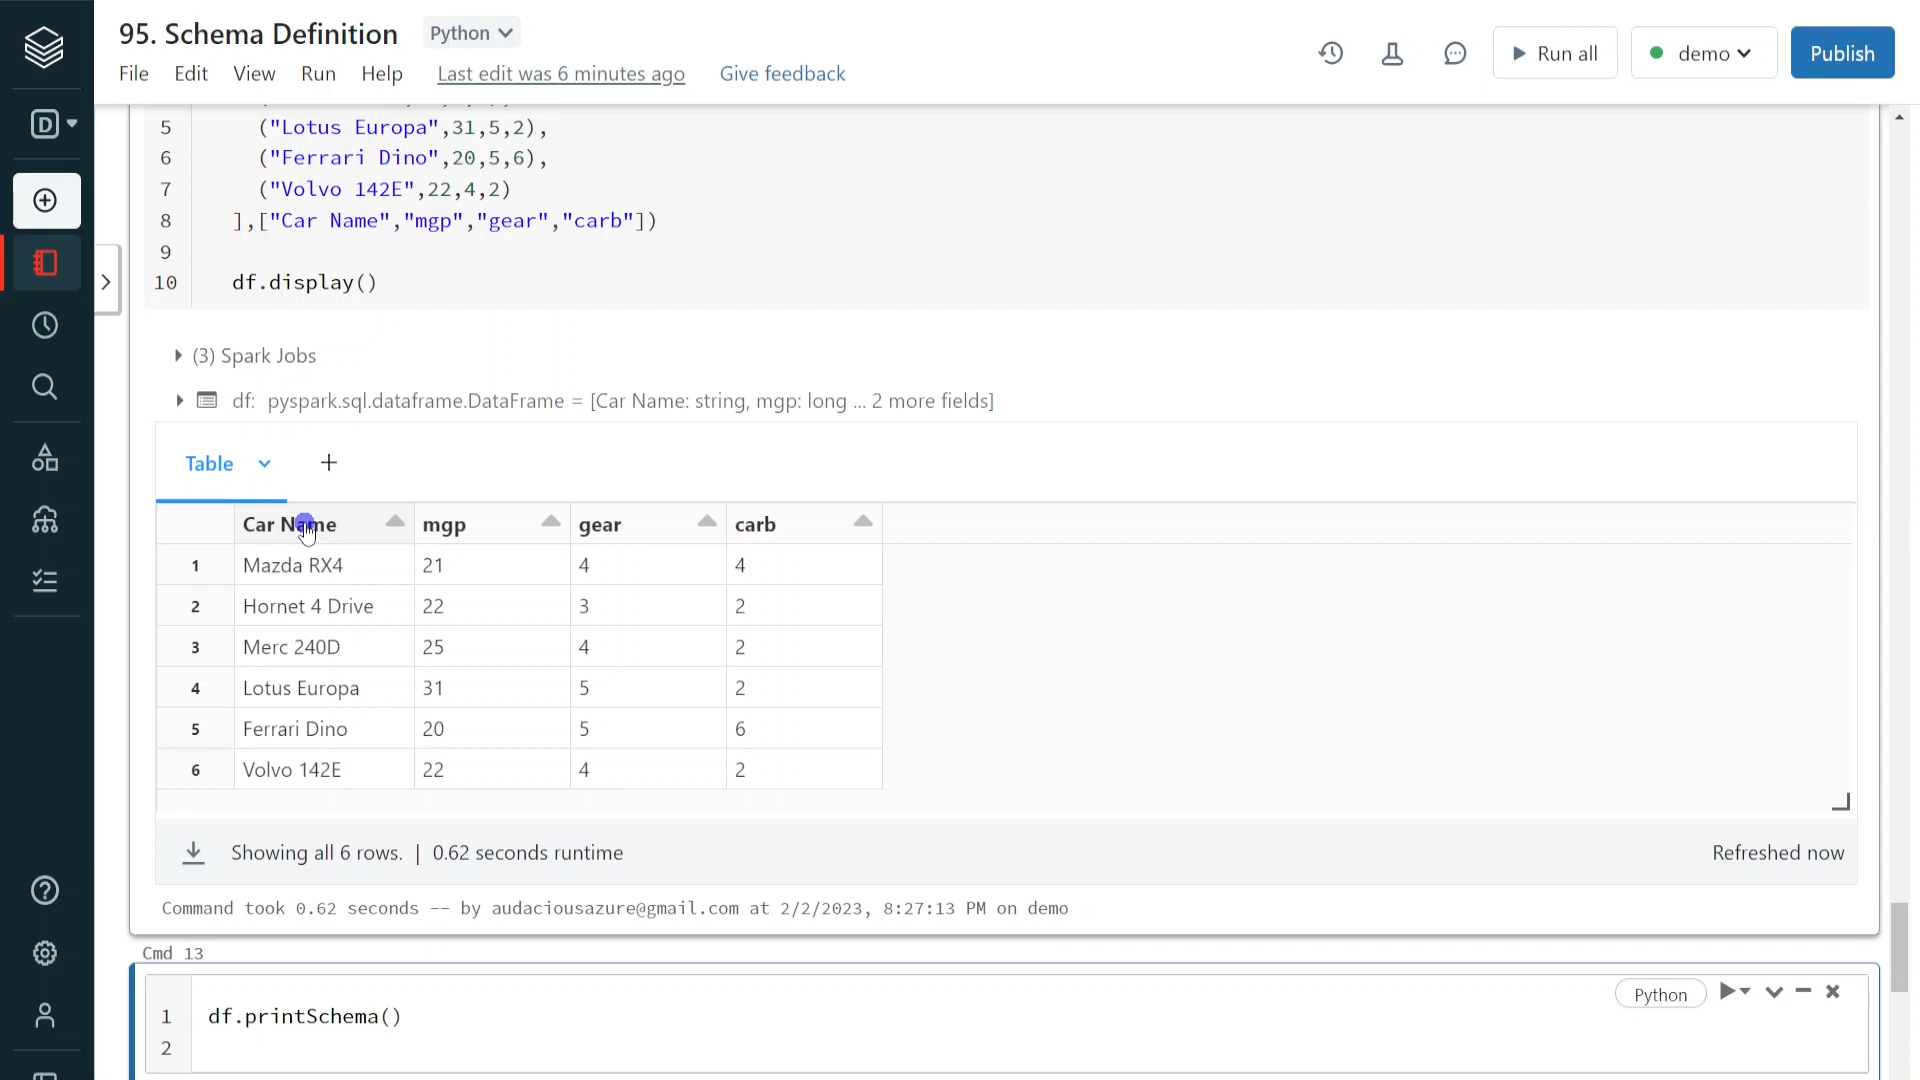 95. Schema Definition Python
File Edit View Run Help Last edit was 6 minutes ago Give feedback
Run all demo Publish
D
5 ("Lotus Europa",31,5,2),
6 ("Ferrari Dino",20,5,6),
7 ("Volvo 142E",22,4,2)
8 ],["Car Name","mgp","gear","carb"])
9
10 df.display()
(3) Spark Jobs
df: pyspark.sql.dataframe.DataFrame = [Car Name: string, mgp: long ... 2 more fields]
Table +
Car Name mgp gear carb
1 Mazda RX4 21 4 4
2 Hornet 4 Drive 22 3 2
3 Merc 240D 25 4 2
4 Lotus Europa 31 5 2
5 Ferrari Dino 20 5 6
6 Volvo 142E 22 4 2
Showing all 6 rows. | 0.62 seconds runtime Refreshed now
Command took 0.62 seconds -- by audaciousazure@gmail.com at 2/2/2023, 8:27:13 PM on demo
Cmd 13
Python
1 df.printSchema()
2